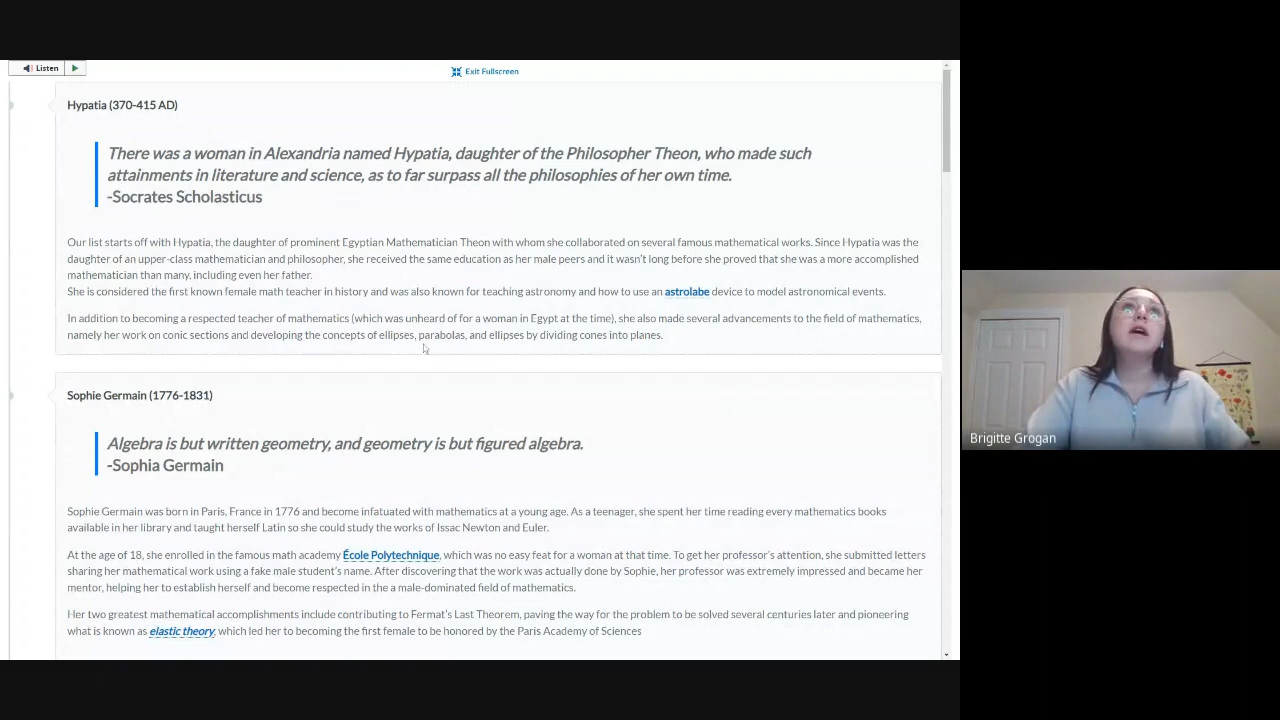 Listen
Exit Fullscreen
Hypatia (370-415 AD)
There was a woman in Alexandria named Hypatia, daughter of the Philosopher Theon, who made such
attainments in literature and science, as to far surpass all the philosophies of her own time.
-Socrates Scholasticus
Our list starts off with Hypatia, the daughter of prominent Egyptian Mathematician Theon with whom she collaborated on several famous mathematical works. Since Hypatia was the
daughter of an upper-class mathematician and philosopher, she received the same education as her male peers and it wasn't long before she proved that she was a more accomplished
mathematician than many, including even her father.
She is considered the first known female math teacher in history and was also known for teaching astronomy and how to use an astrolabe device to model astronomical events.
In addition to becoming a respected teacher of mathematics (which was unheard of for a woman in Egypt at the time), she also made several advancements to the field of mathematics,
namely her work on conic sections and developing the concepts of ellipses, parabolas, and ellipses by dividing cones into planes.
Sophie Germain (1776-1831)
Algebra is but written geometry, and geometry is but figured algebra.
-Sophia Germain
Sophie Germain was born in Paris, France in 1776 and become infatuated with mathematics at a young age. As a teenager, she spent her time reading every mathematics books
available in her library and taught herself Latin so she could study the works of Issac Newton and Euler.
At the age of 18, she enrolled in the famous math academy École Polytechnique, which was no easy feat for a woman at that time. To get her professor's attention, she submitted letters
sharing her mathematical work using a fake male student's name. After discovering that the work was actually done by Sophie, her professor was extremely impressed and became her
mentor, helping her to establish herself and become respected in the a male-dominated field of mathematics.
Her two greatest mathematical accomplishments include contributing to Fermat's Last Theorem, paving the way for the problem to be solved several centuries later and pioneering
what is known as elastic theory, which led her to becoming the first female to be honored by the Paris Academy of Sciences
Brigitte Grogan